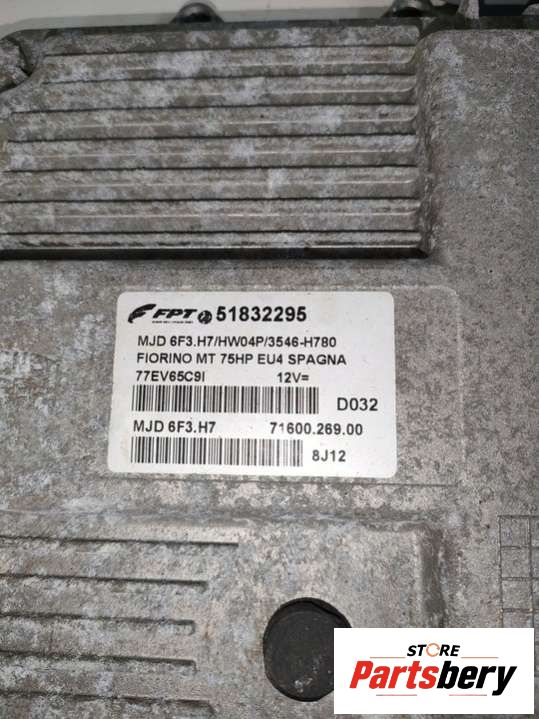 FPT 51832295
MJD 6F3.H7/HW04P/3546-H780
FIORINO MT 75HP EU4 SPAGNA
77EV65C9I 12V=
D032
MJD 6F3.H7 71600.269.00
8J12
STORE
Partsbery